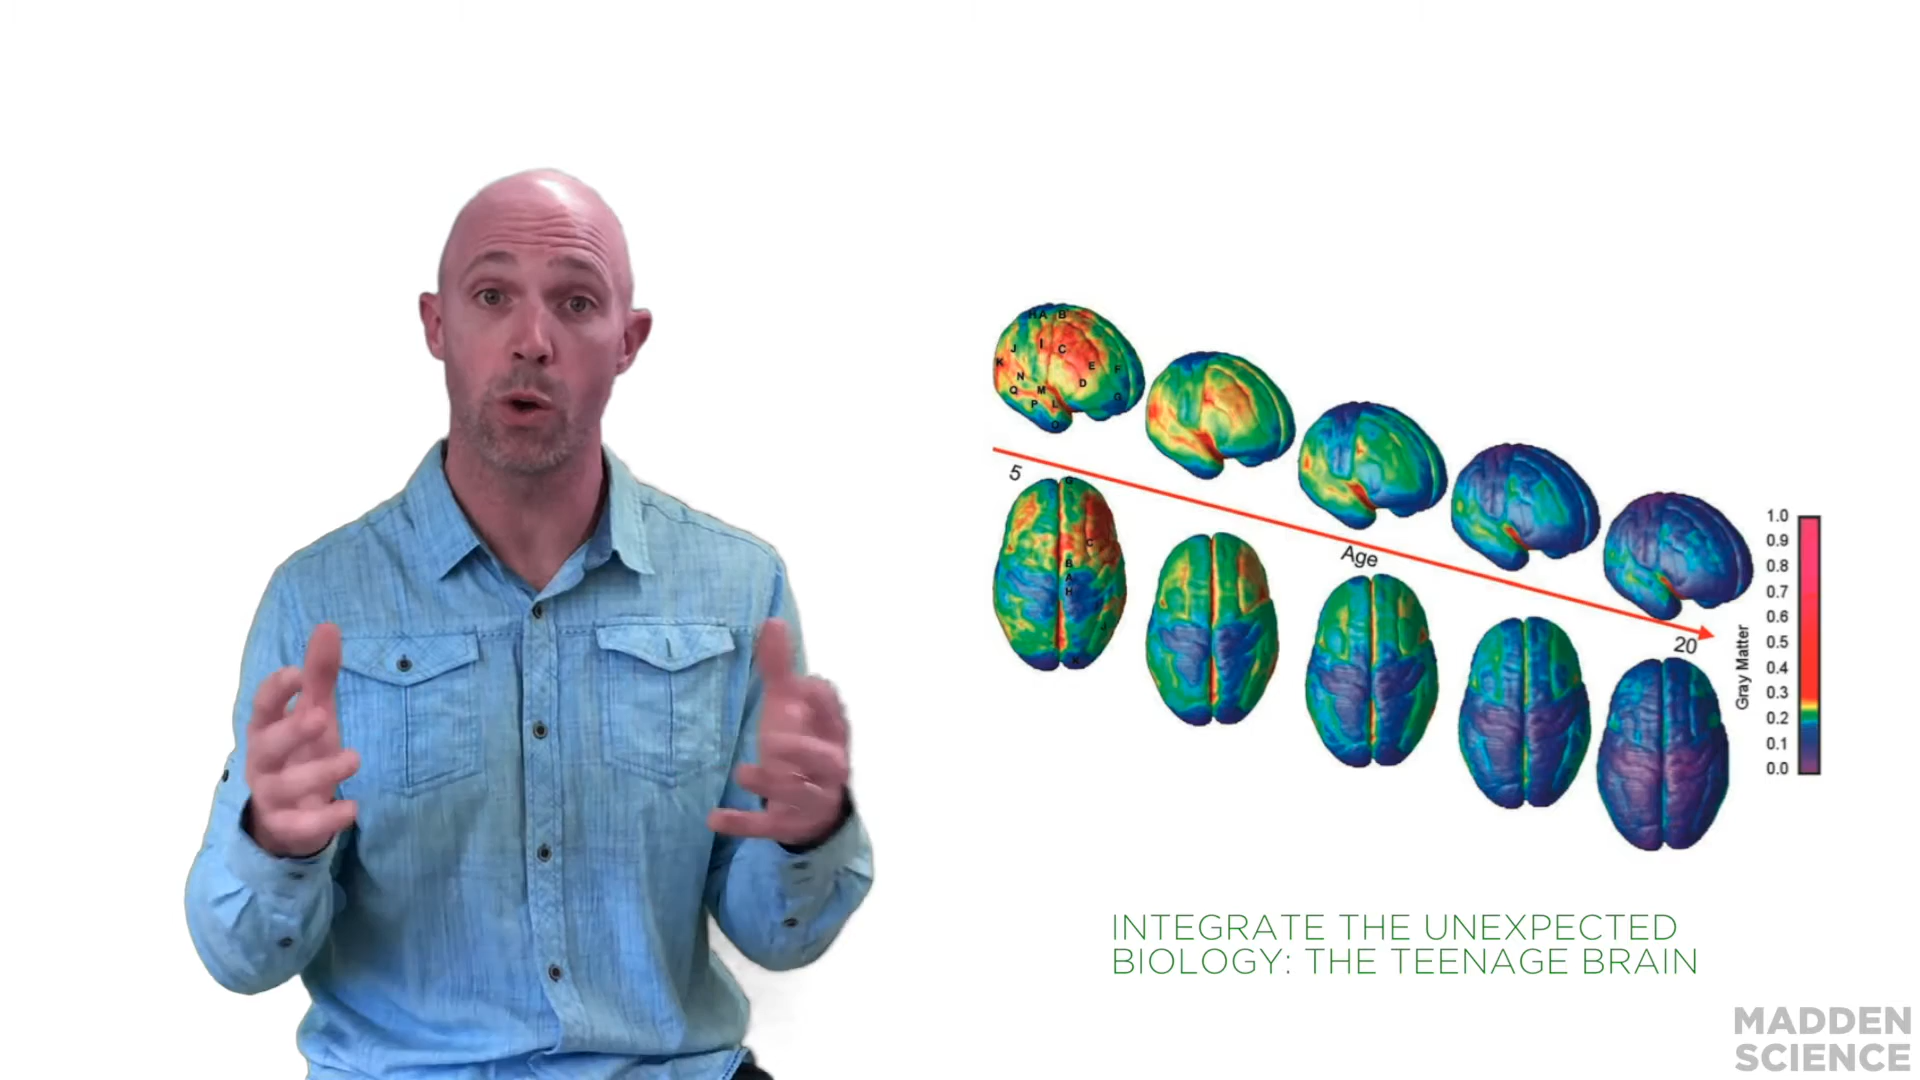 HA B
J I C
K E F
N D
Q M G
P L
O
5
G
C
B
A
H
J
K
Age
20
Gray Matter
1.0
0.9
0.8
0.7
0.6
0.5
0.4
0.3
0.2
0.1
0.0
INTEGRATE THE UNEXPECTED
BIOLOGY: THE TEENAGE BRAIN
MADDEN
SCIENCE